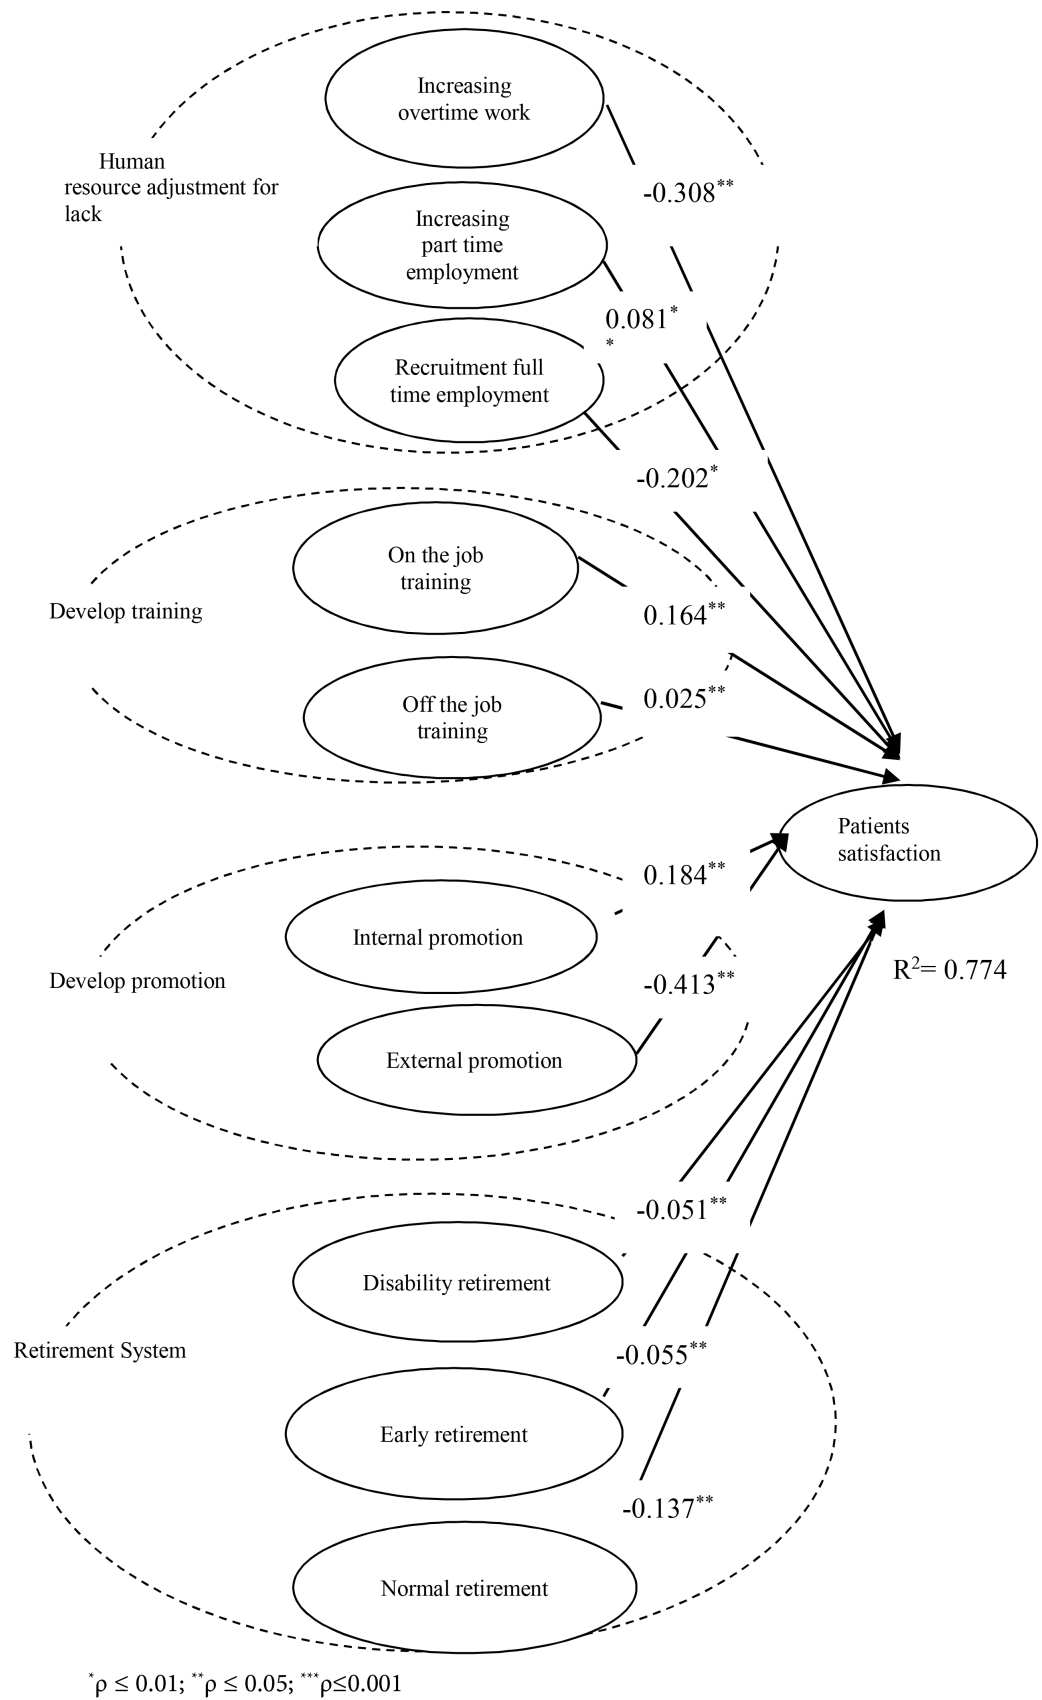 Increasing
overtime work
Human
resource adjustment for
lack
-0.308**
Increasing
part time
employment
0.081*
*
Recruitment full
time employment
-0.202*
On the job
training
Develop training
0.164**
Off the job
training
0.025**
Patients
satisfaction
0.184**
Internal promotion
Develop promotion
-0.413**
R²= 0.774
External promotion
-0.051**
Disability retirement
Retirement System
-0.055**
Early retirement
-0.137**
Normal retirement
*ρ ≤ 0.01; **ρ ≤ 0.05; ***ρ≤0.001